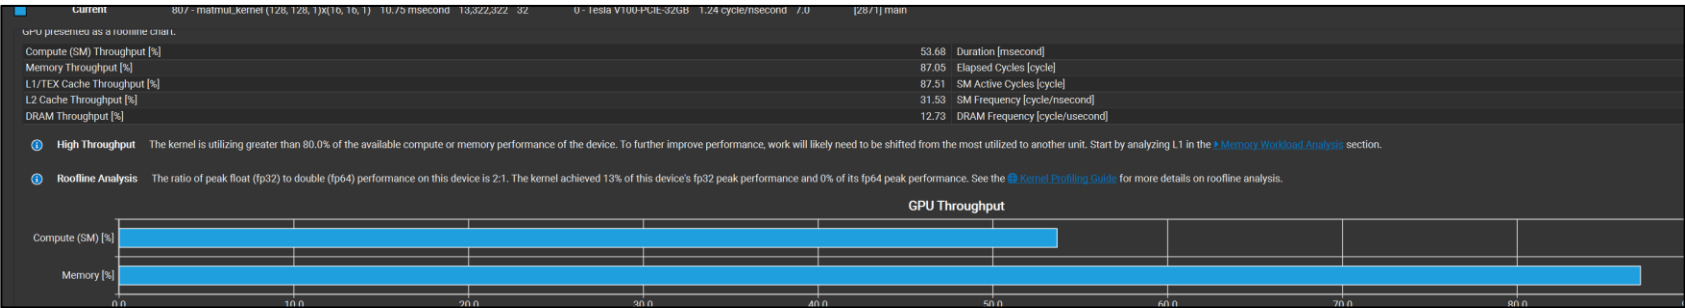 Current 807 - matmul_kernel (128, 128, 1)x(16, 16, 1) 10.75 msecond 13,322,322 32 0 - Tesla V100-PCIE-32GB 1.24 cycle/nsecond 7.0 [2871] main
GPU presented as a roofline chart.
Compute (SM) Throughput [%] 53.68 Duration [msecond]
Memory Throughput [%] 87.05 Elapsed Cycles [cycle]
L1/TEX Cache Throughput [%] 87.51 SM Active Cycles [cycle]
L2 Cache Throughput [%] 31.53 SM Frequency [cycle/nsecond]
DRAM Throughput [%] 12.73 DRAM Frequency [cycle/usecond]
High Throughput The kernel is utilizing greater than 80.0% of the available compute or memory performance of the device. To further improve performance, work will likely need to be shifted from the most utilized to another unit. Start by analyzing L1 in the Memory Workload Analysis section.
Roofline Analysis The ratio of peak float (fp32) to double (fp64) performance on this device is 2:1. The kernel achieved 13% of this device's fp32 peak performance and 0% of its fp64 peak performance. See the Kernel Profiling Guide for more details on roofline analysis.
GPU Throughput
Compute (SM) [%]
Memory [%]
0.0 10.0 20.0 30.0 40.0 50.0 60.0 70.0 80.0